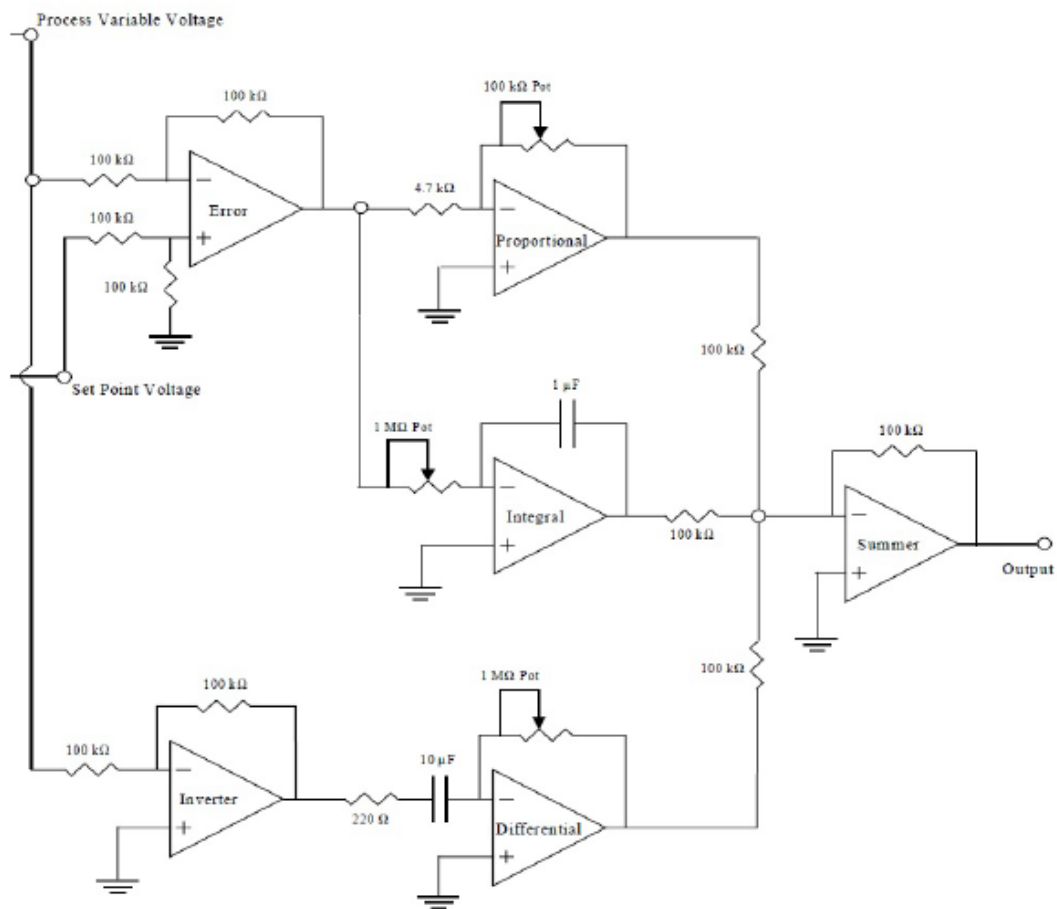 Process Variable Voltage
100 kΩ
100 kΩ Pot
100 kΩ
4.7 kΩ
−
Error
−
100 kΩ
+
Proportional
100 kΩ
+
100 kΩ
Set Point Voltage
1 μF
1 MΩ Pot
100 kΩ
−
Integral
−
100 kΩ
Summer
+
+
Output
100 kΩ
100 kΩ
1 MΩ Pot
100 kΩ
10 μF
−
−
Inverter
220 Ω
Differential
+
+